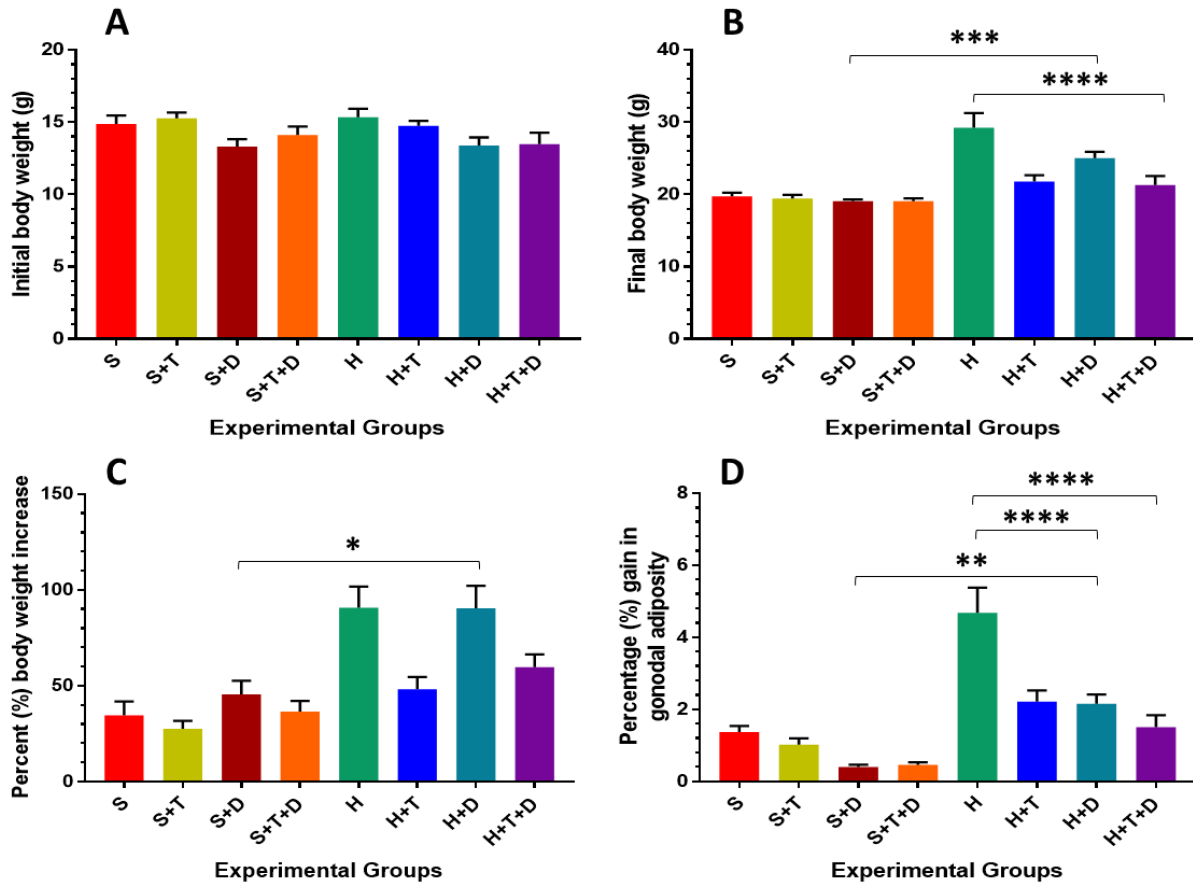 A
Initial body weight (g)
20
15
10
5
0
S
S+T
S+D
S+T+D
H
H+T
H+D
H+T+D
Experimental Groups
B
Final body weight (g)
40
30
20
10
0
***
****
S
S+T
S+D
S+T+D
H
H+T
H+D
H+T+D
Experimental Groups
C
Percent (%) body weight increase
150
100
50
0
*
S
S+T
S+D
S+T+D
H
H+T
H+D
H+T+D
Experimental Groups
D
Percentage (%) gain in
gonodal adiposity
8
6
4
2
0
****
****
**
S
S+T
S+D
S+T+D
H
H+T
H+D
H+T+D
Experimental Groups